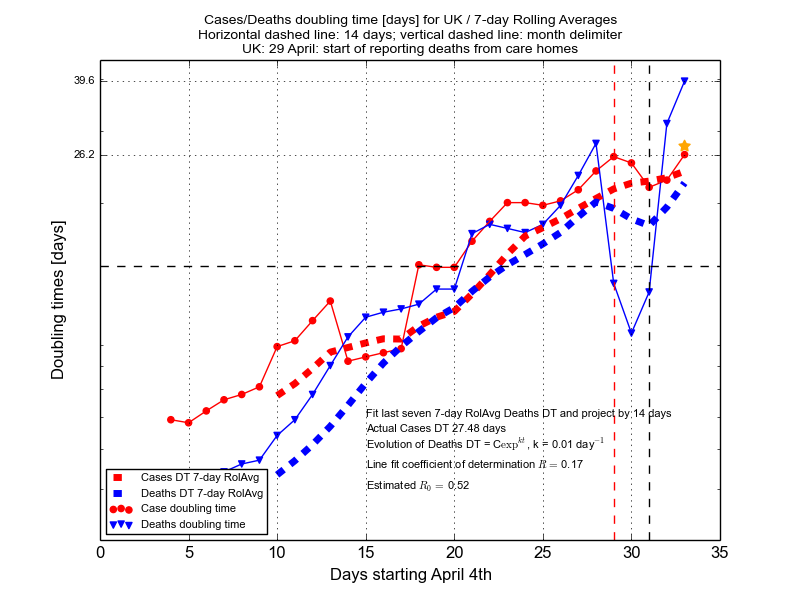 Cases/Deaths doubling time [days] for UK / 7-day Rolling Averages
Horizontal dashed line: 14 days; vertical dashed line: month delimiter
UK: 29 April: start of reporting deaths from care homes
39.6
26.2
Doubling times [days]
Fit last seven 7-day RolAvg Deaths DT and project by 14 days
Actual Cases DT 27.48 days
Evolution of Deaths DT = Cexp^{kt}, k = 0.01 day^{-1}
Line fit coefficient of determination R = 0.17
Estimated R_0 = 0.52
Cases DT 7-day RolAvg
Deaths DT 7-day RolAvg
Case doubling time
Deaths doubling time
0 5 10 15 20 25 30 35
Days starting April 4th